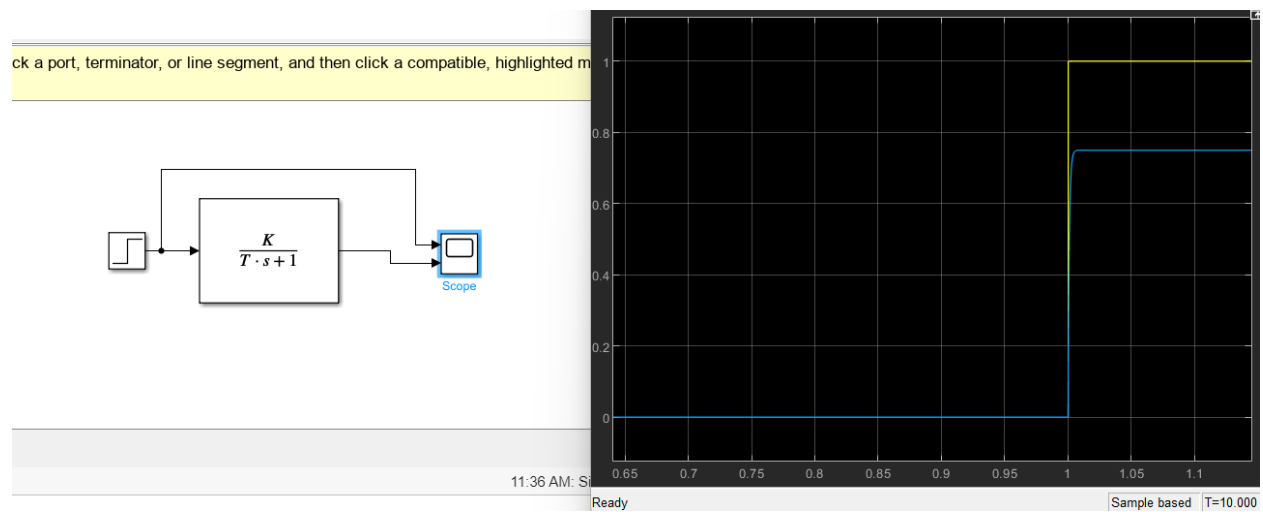 ck a port, terminator, or line segment, and then click a compatible, highlighted m
K
T · s + 1
Scope
11:36 AM: Si
1
0.8
0.6
0.4
0.2
0
0.65 0.7 0.75 0.8 0.85 0.9 0.95 1 1.05 1.1
Ready Sample based T=10.000